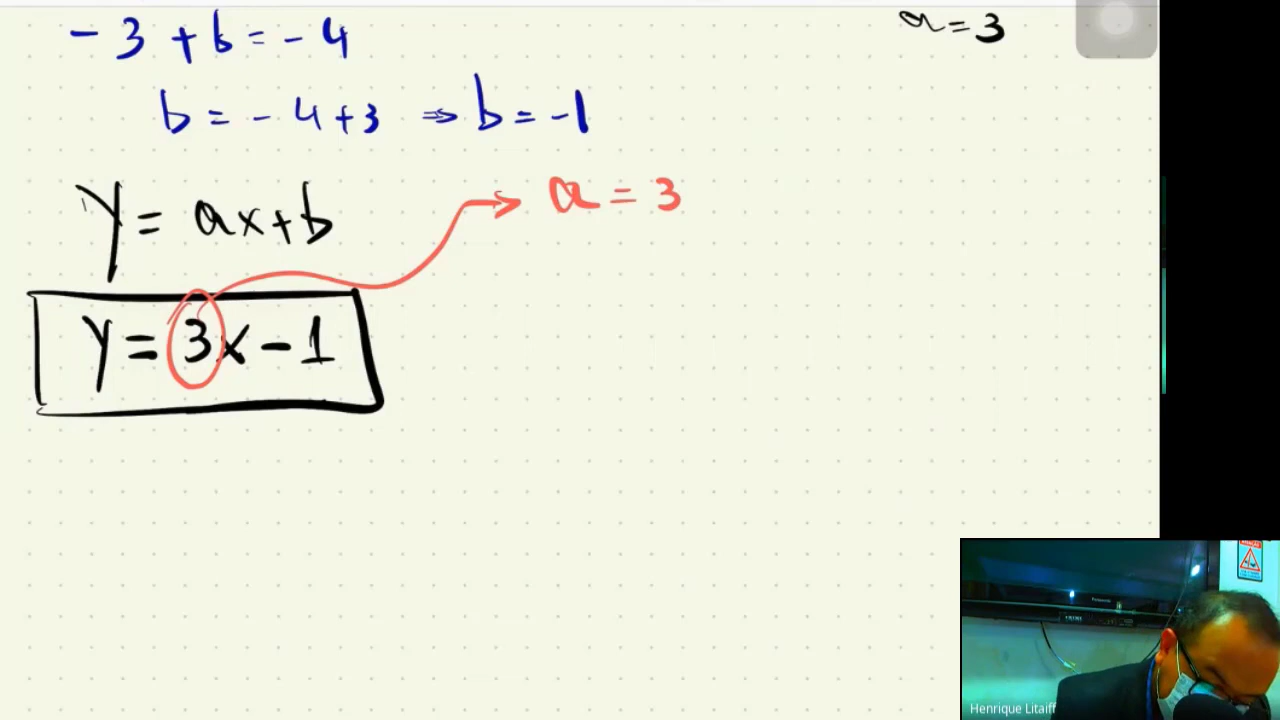 - 3 + b = - 4
a = 3
b = - 4 + 3 ⇒ b = -1
y = ax + b
a = 3
y = 3x - 1
Henrique Litaiff